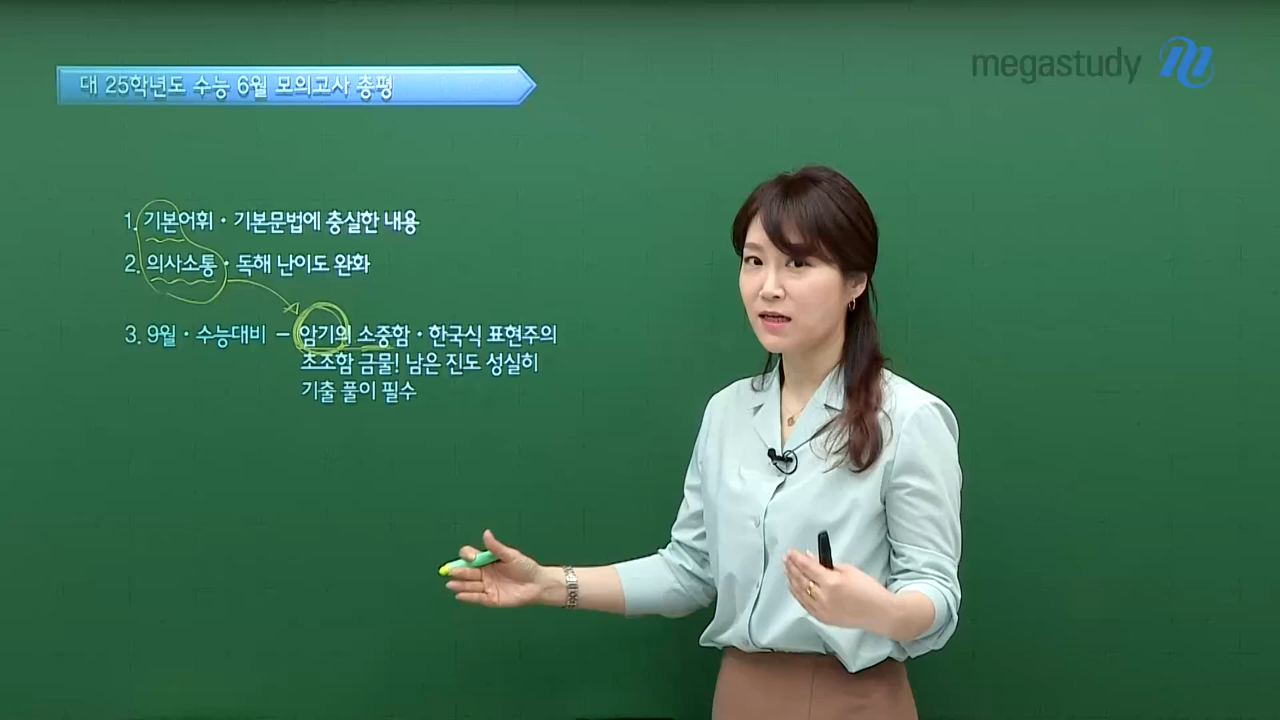 megastudy
대 25학년도 수능 6월 모의고사 총평
1. 기본어휘·기본문법에 충실한 내용
2. 의사소통·독해 난이도 완화
3. 9월·수능대비 - 암기의 소중함·한국식 표현주의
초조함 금물! 남은 진도 성실히
기출 풀이 필수